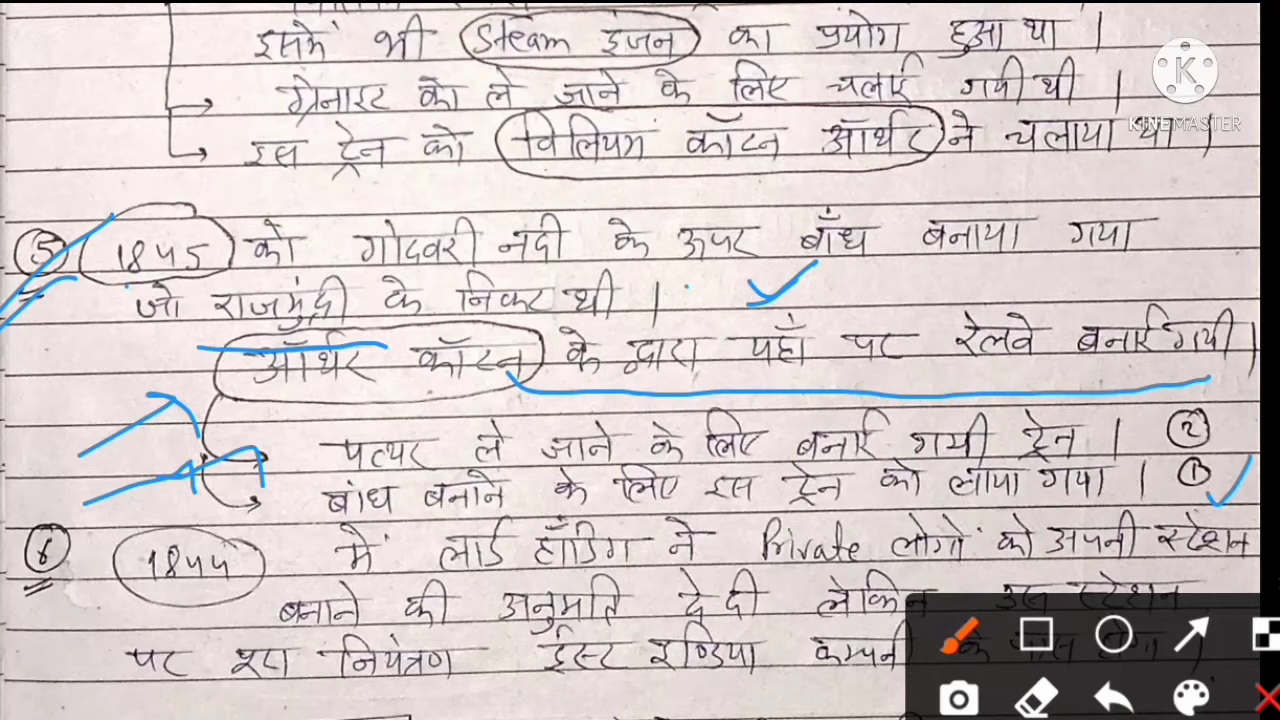 इसमें भी Steam इंजन का प्रयोग हुआ था।
ग्रेनाइट को ले जाने के लिए चलाई गयी थी।
KINEMASTER
इस ट्रेन को विलियम कॉटन ऑर्थर ने चलाया था।
⑤ 1845 को गोदवरी नदी के ऊपर बाँध बनाया गया
जो राजमुंद्री के निकट थी।
ऑर्थर कॉटन के द्वारा यहाँ पर रेलवे बनाई गयी।
पत्थर ले जाने के लिए बनाई गयी ट्रेन। ②
बांध बनाने के लिए इस ट्रेन को लाया गया। ①
⑥ 1844 में लार्ड हॉर्डिंग ने Private लोगों को अपनी स्टेशन
बनाने की अनुमति दे दी लेकिन उस स्टेशन
पर पूरा नियंत्रण ईस्ट इण्डिया कम्पनी के पास होगा।